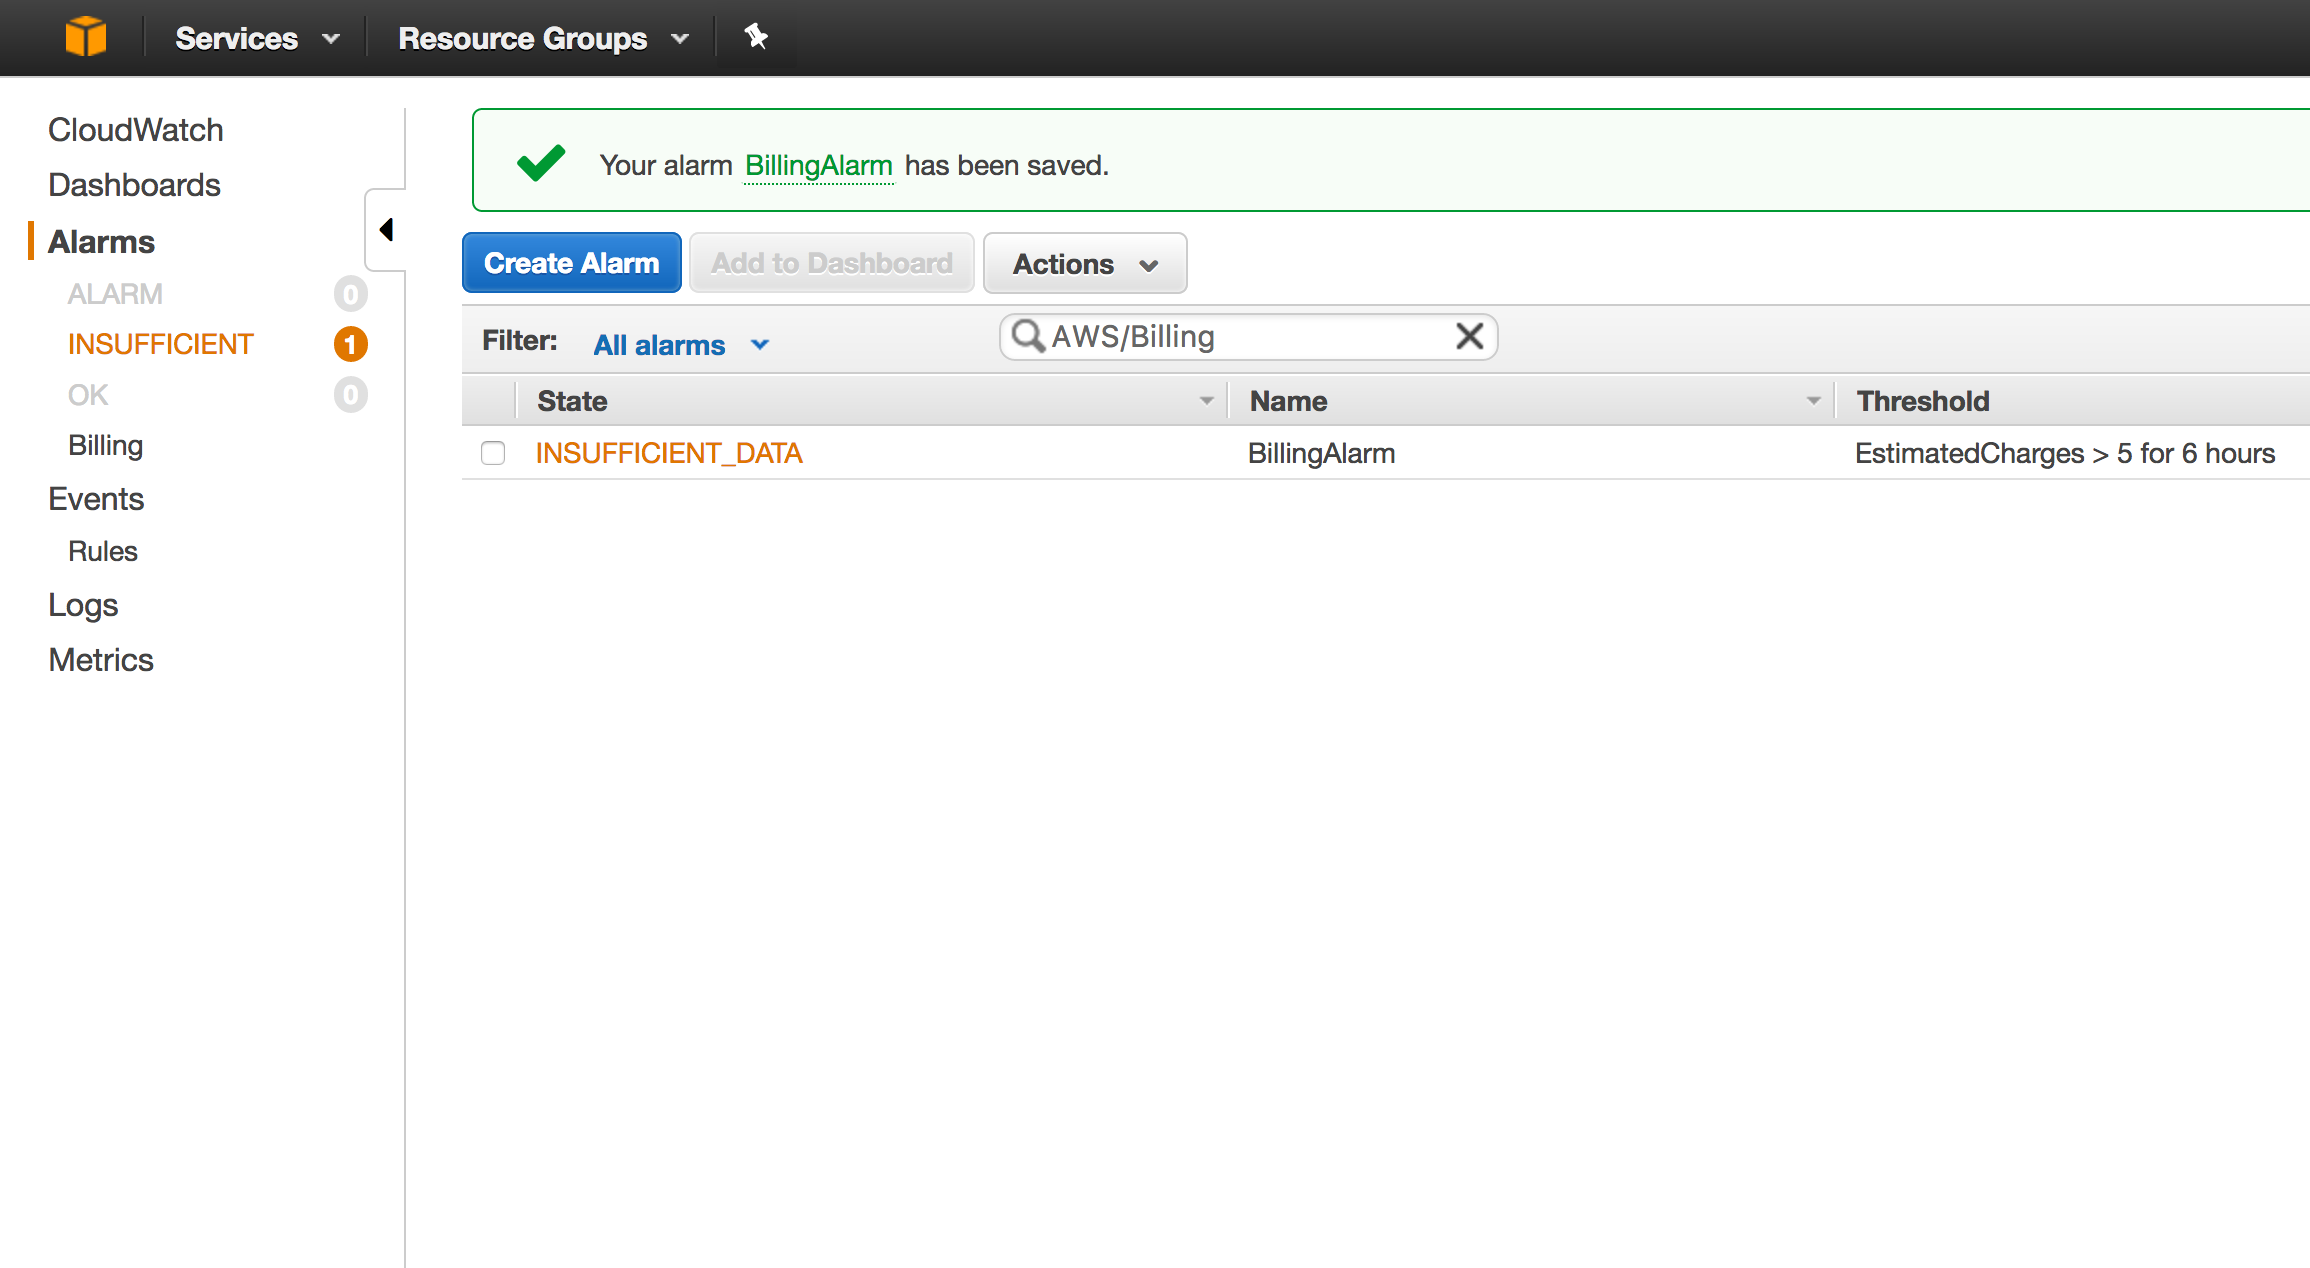 Services
Resource Groups
CloudWatch
Dashboards
Alarms
ALARM 0
INSUFFICIENT 1
OK 0
Billing
Events
Rules
Logs
Metrics
Your alarm BillingAlarm has been saved.
Create Alarm
Add to Dashboard
Actions
Filter: All alarms
AWS/Billing
State Name Threshold
INSUFFICIENT_DATA BillingAlarm EstimatedCharges > 5 for 6 hours